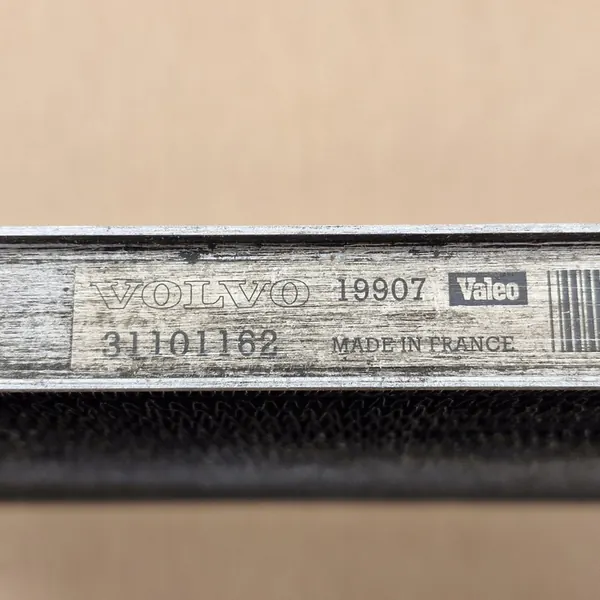 VOLVO 19907 Valeo
31101162 MADE IN FRANCE